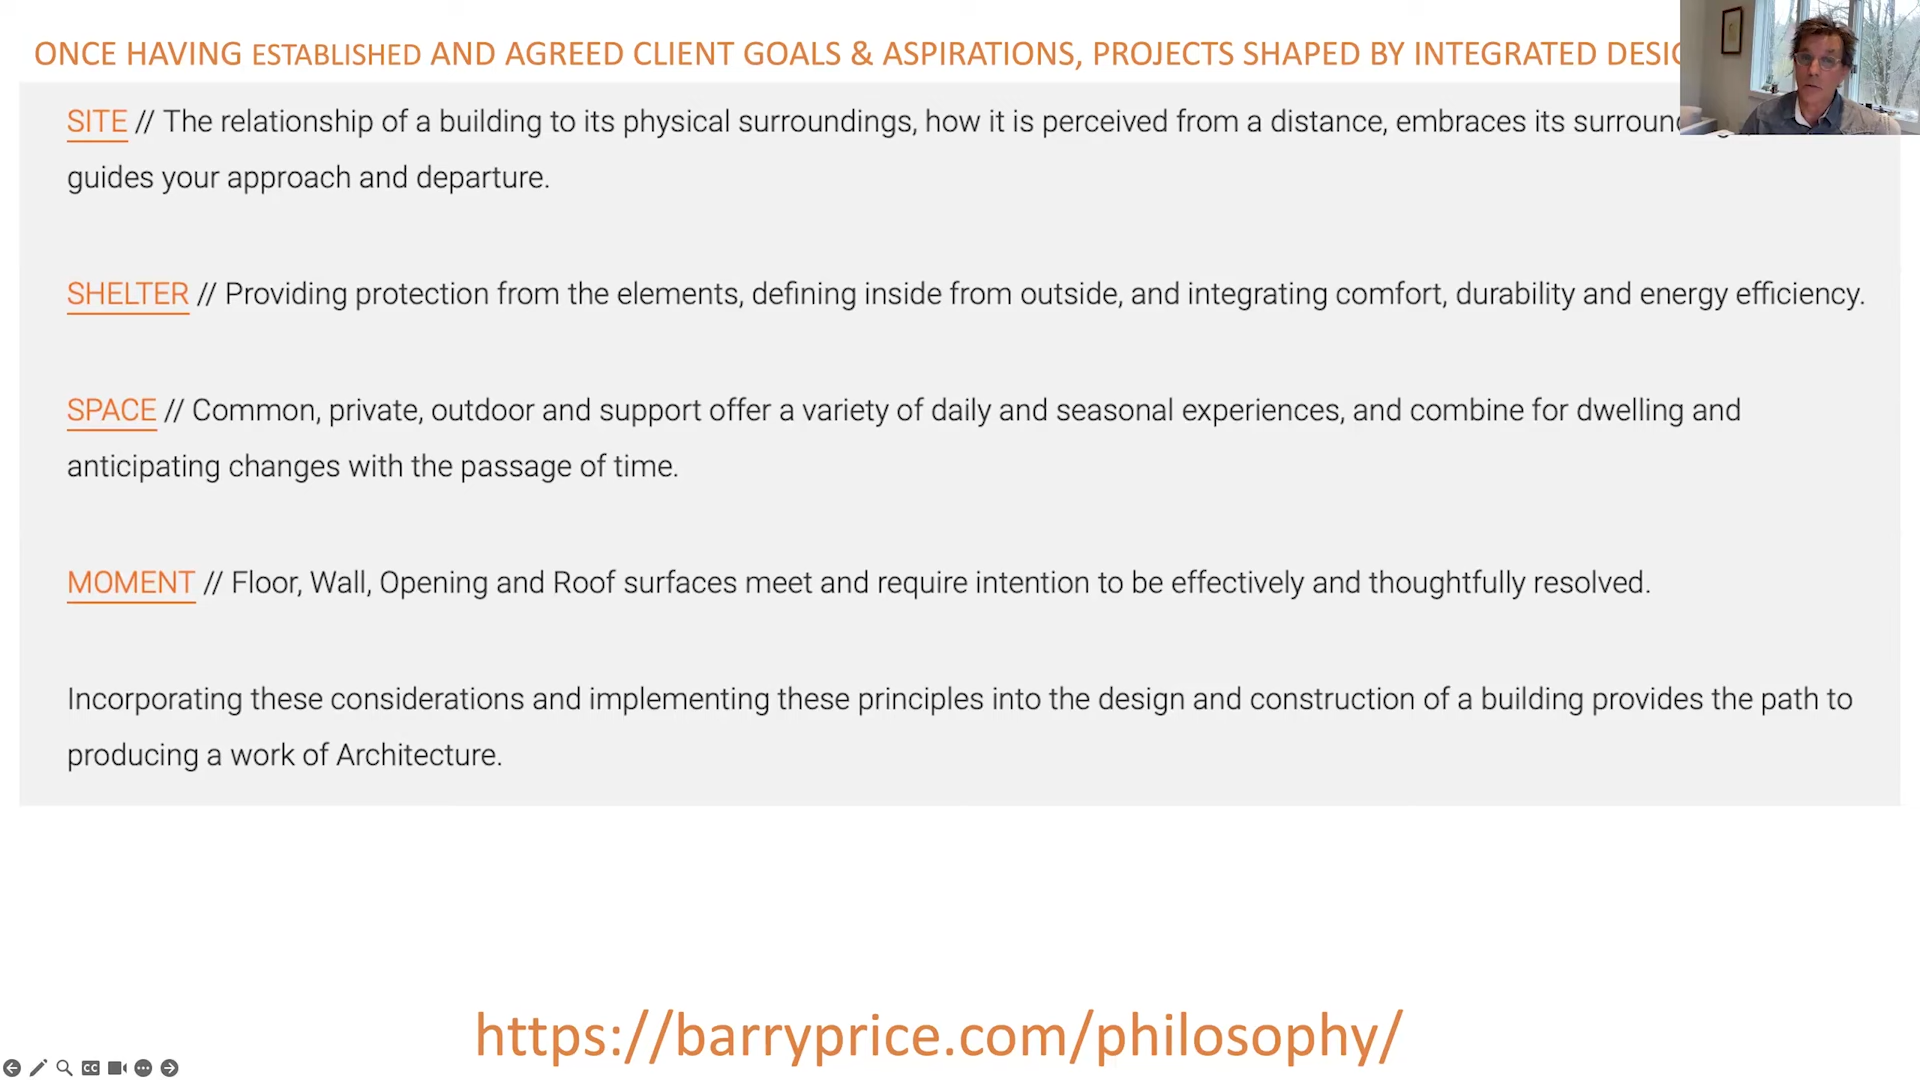 ONCE HAVING ESTABLISHED AND AGREED CLIENT GOALS & ASPIRATIONS, PROJECTS SHAPED BY INTEGRATED
SITE // The relationship of a building to its physical surroundings, how it is perceived from a distance, embraces its
guides your approach and departure.
SHELTER // Providing protection from the elements, defining inside from outside, and integrating comfort, durability and energy efficiency.
SPACE // Common, private, outdoor and support offer a variety of daily and seasonal experiences, and combine for dwelling and
anticipating changes with the passage of time.
MOMENT // Floor, Wall, Opening and Roof surfaces meet and require intention to be effectively and thoughtfully resolved.
Incorporating these considerations and implementing these principles into the design and construction of a building provides the path to
producing a work of Architecture.
https://barryprice.com/philosophy/
CC